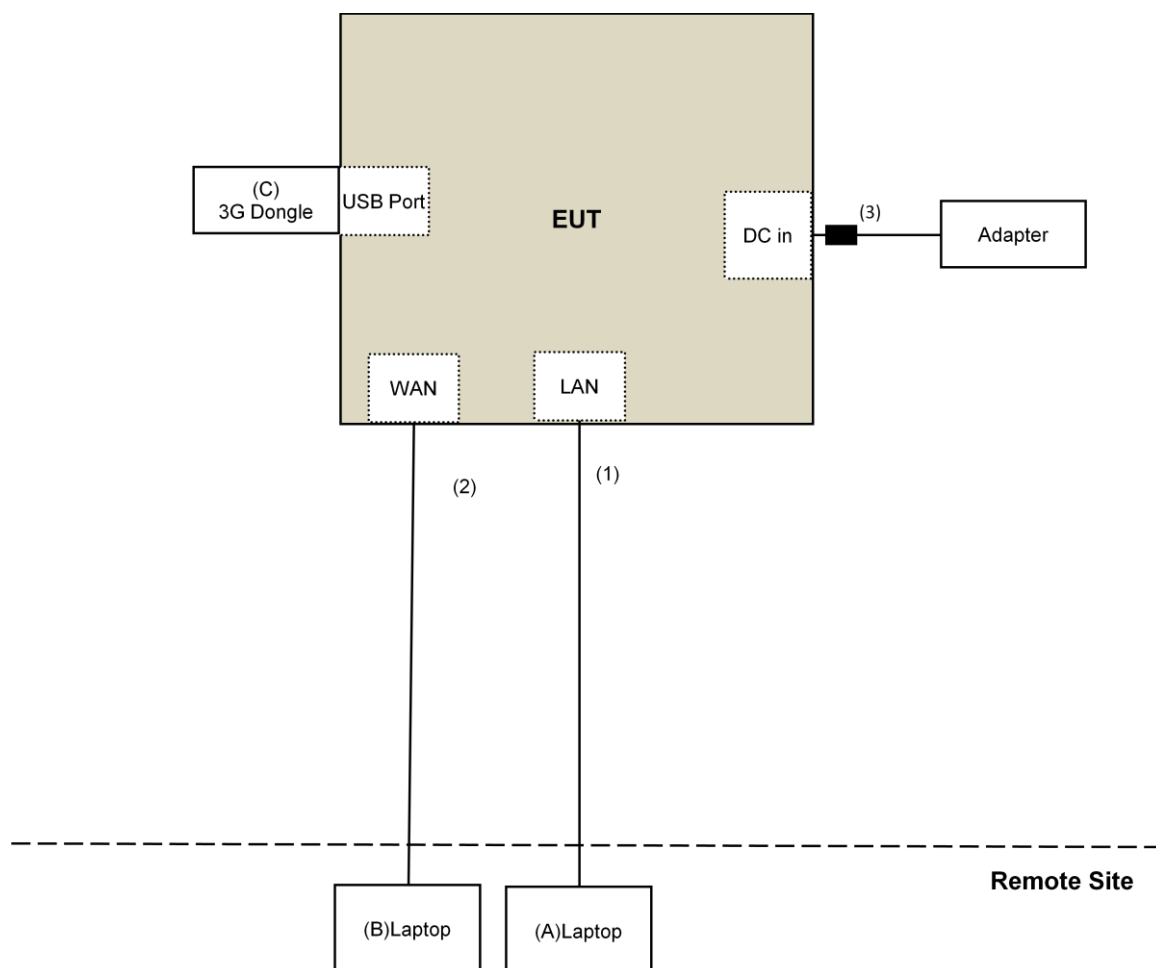 (C)
3G Dongle
USB Port
EUT
DC in
(3)
Adapter
WAN
LAN
(2)
(1)
Remote Site
(B)Laptop
(A)Laptop